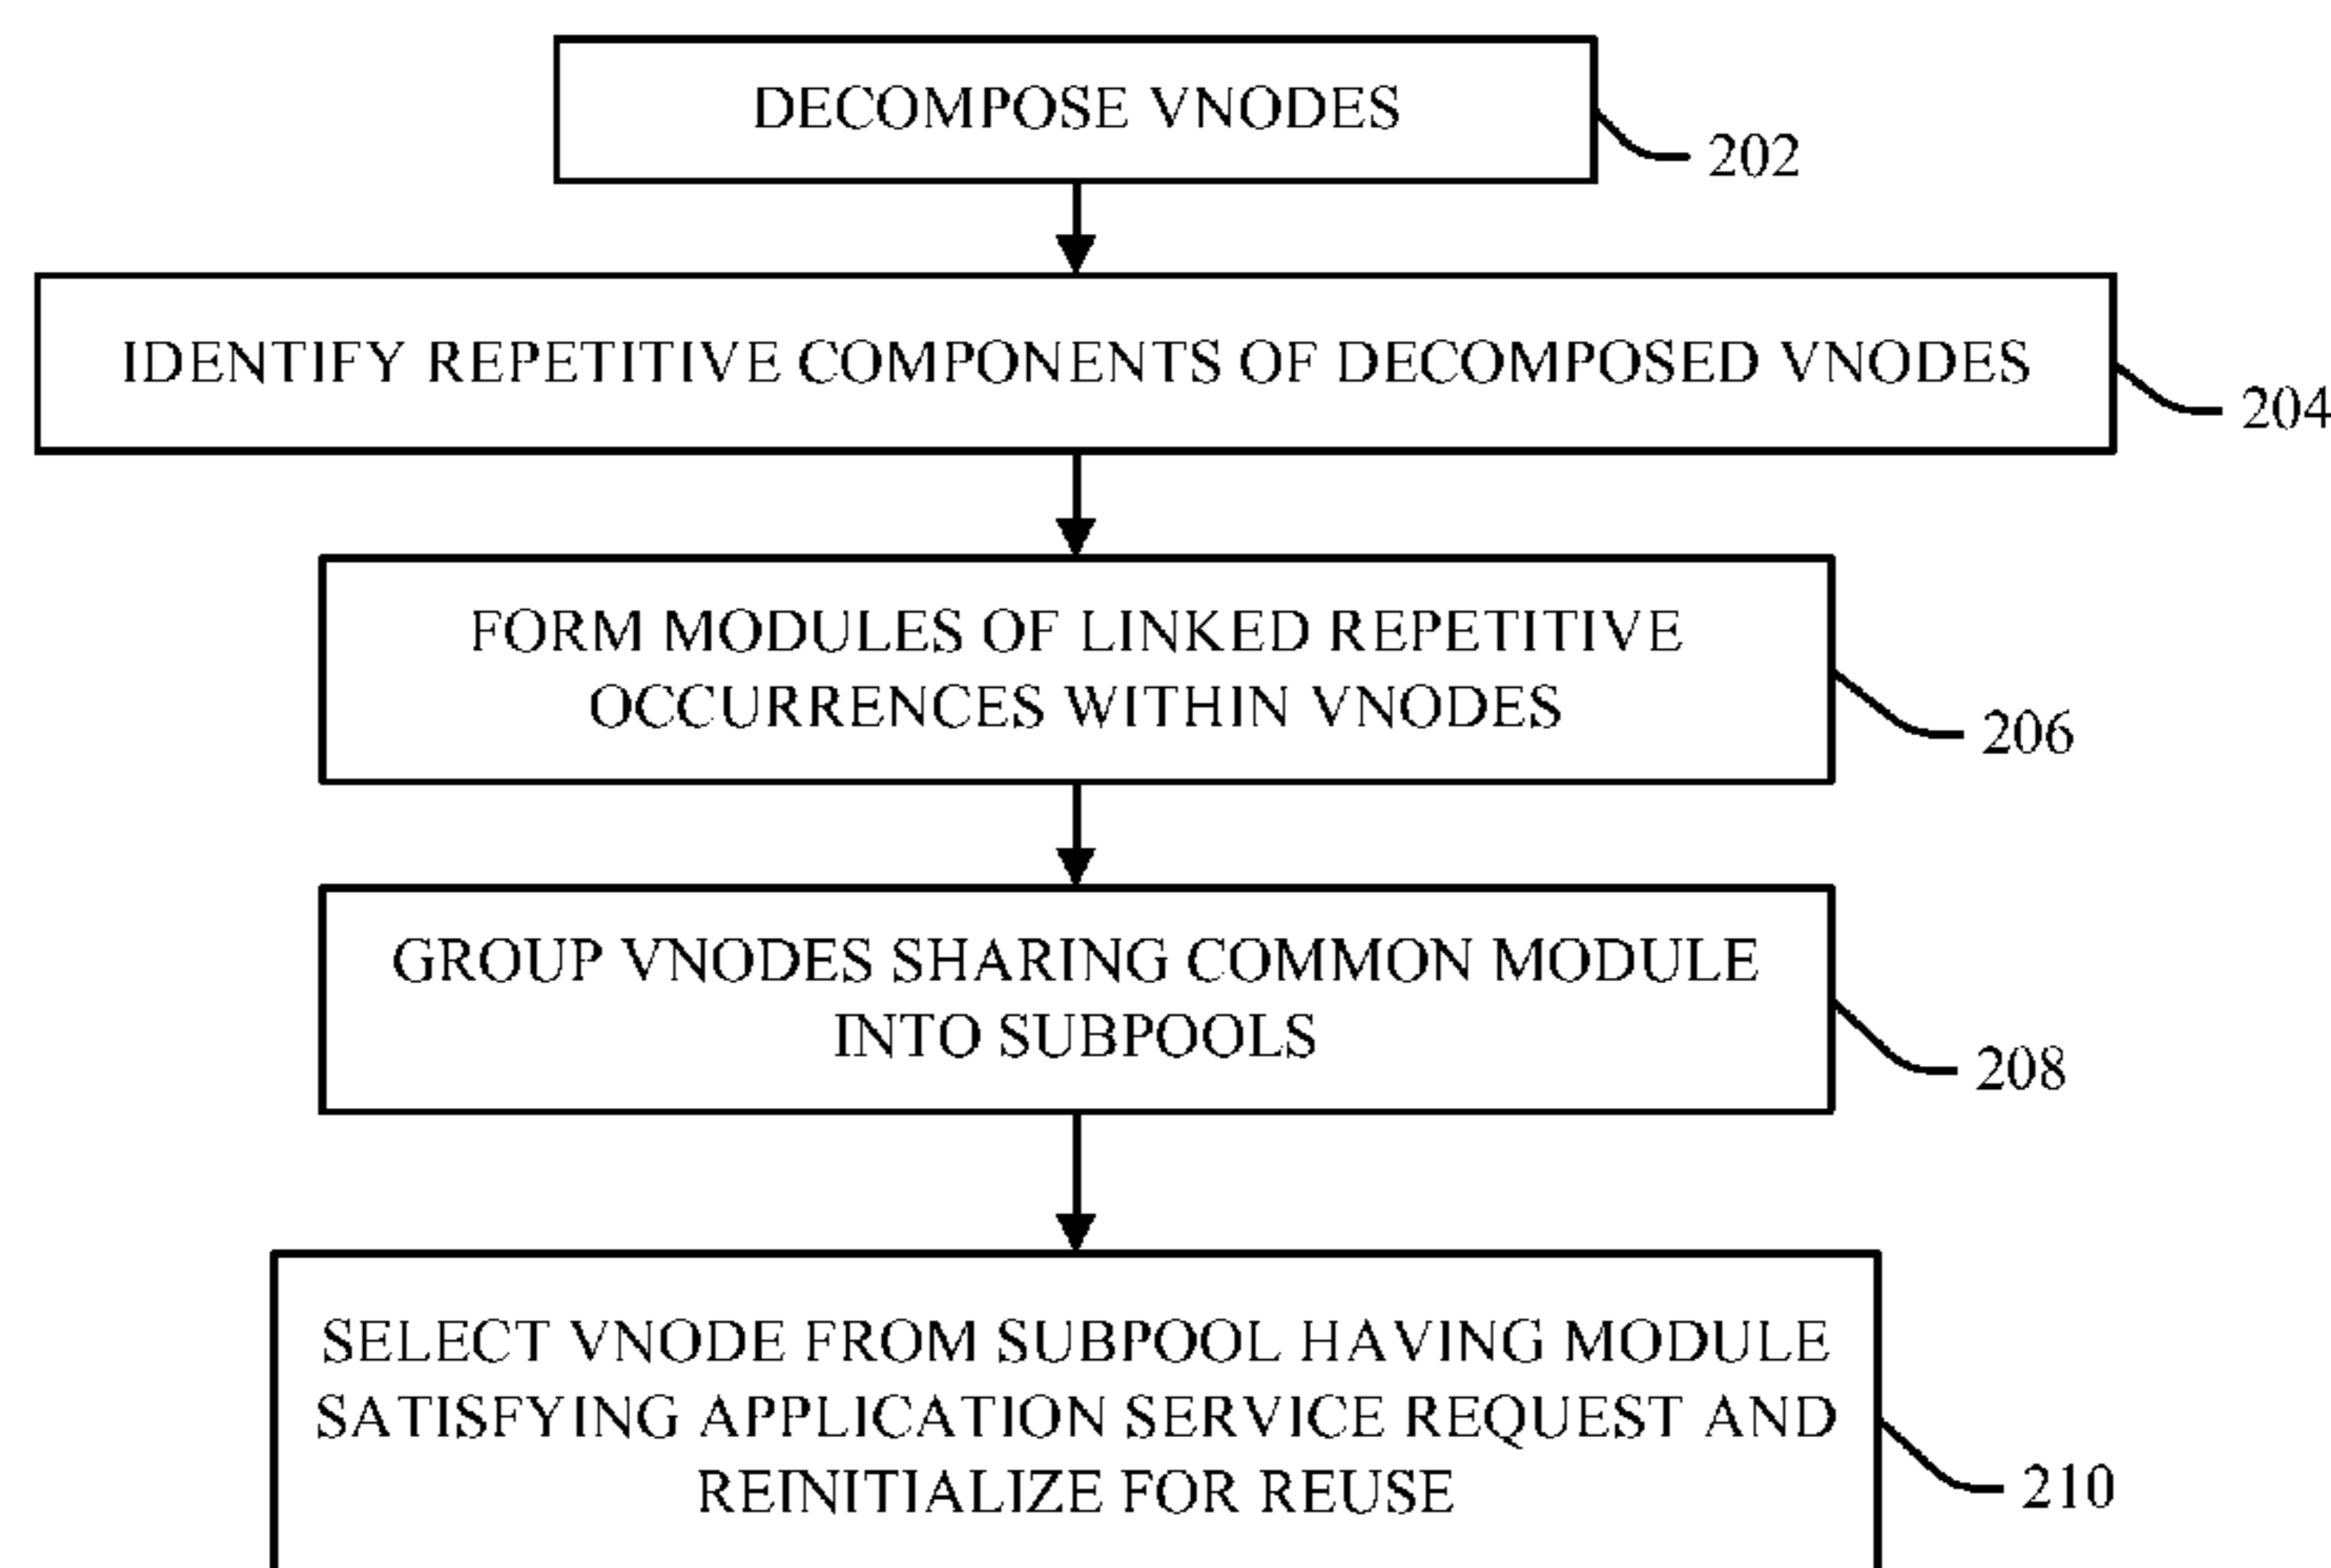 DECOMPOSE VNODES
202
IDENTIFY REPETITIVE COMPONENTS OF DECOMPOSED VNODES
204
FORM MODULES OF LINKED REPETITIVE
OCCURRENCES WITHIN VNODES
206
GROUP VNODES SHARING COMMON MODULE
INTO SUBPOOLS
208
SELECT VNODE FROM SUBPOOL HAVING MODULE
SATISFYING APPLICATION SERVICE REQUEST AND
REINITIALIZE FOR REUSE
210